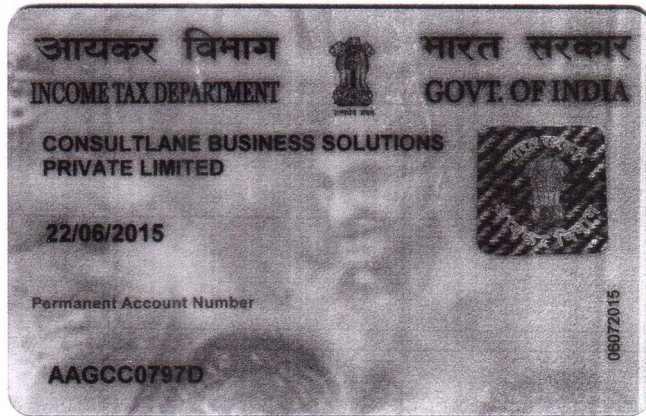 आयकर विभाग
भारत सरकार
INCOME TAX DEPARTMENT
GOVT. OF INDIA
CONSULTLANE BUSINESS SOLUTIONS
PRIVATE LIMITED
22/06/2015
Permanent Account Number
AAGCC0797D
06072015